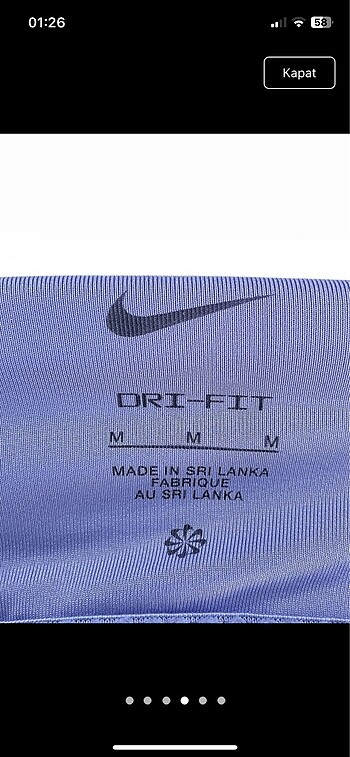 01:26
58
Kapat
DRI-FIT
M M M
MADE IN SRI LANKA
FABRIQUE
AU SRI LANKA